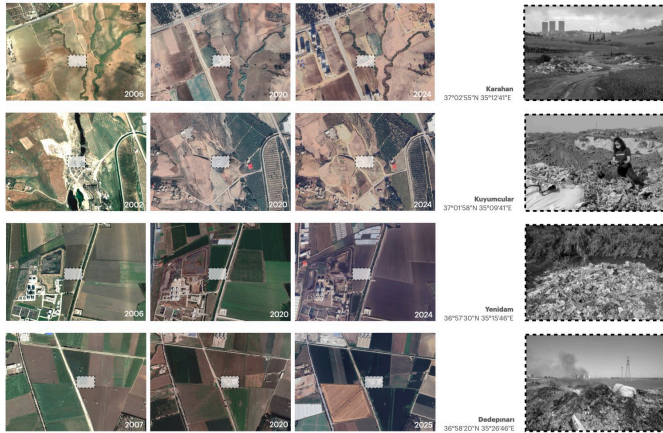 2006
2020
2024
Karahan
37°02'55"N 35°12'41"E
2002
2020
2024
Kuyumcular
37°01'58"N 35°09'41"E
2006
2020
2024
Yenidam
36°57'30"N 35°15'46"E
2007
2020
2025
Dedepınarı
36°58'20"N 35°26'46"E